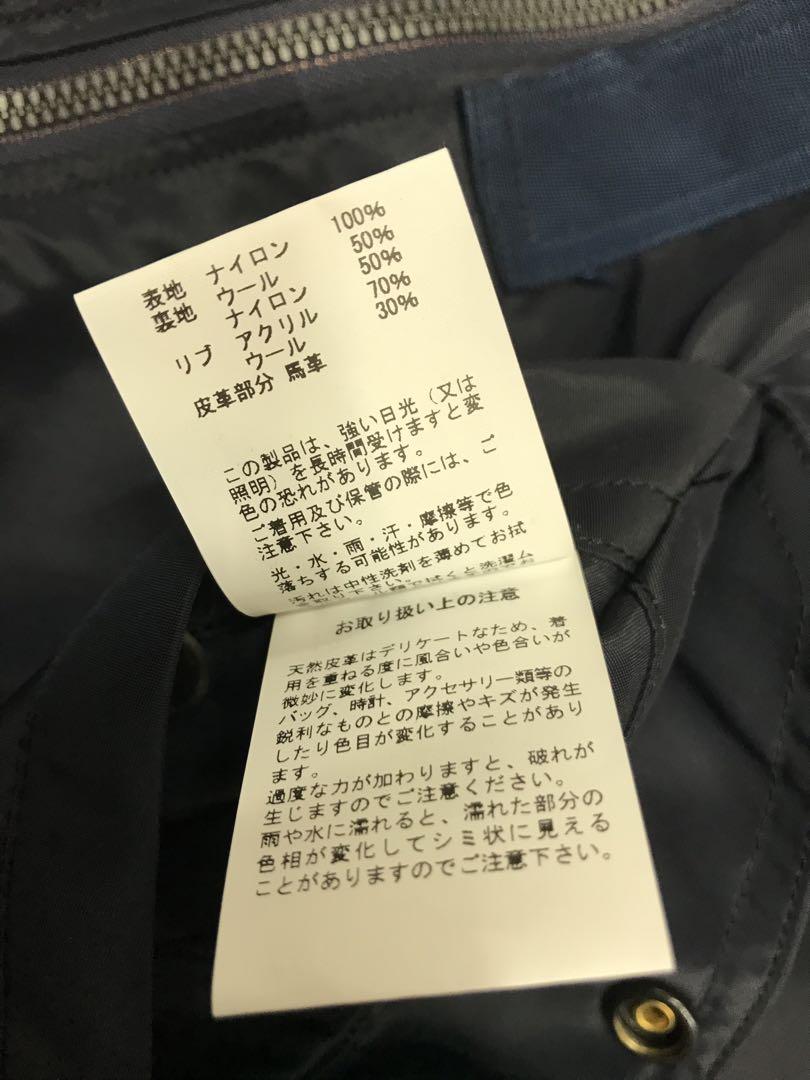 表地 ナイロン 100%
裏地 ウール 50%
ナイロン 50%
リブ アクリル 70%
ウール 30%
皮革部分 馬革
この製品は、強い日光（又は
照明）を長時間受けますと変
色の恐れがあります。
ご着用及び保管の際には、ご
注意下さい。
光・水・雨・汗・摩擦等で色
落ちする可能性があります。
汚れは中性洗剤を薄めてお拭
お取り扱い上の注意
天然皮革はデリケートなため、着
用を重ねる度に風合いや色合いが
微妙に変化します。
バッグ、時計、アクセサリー類等の
鋭利なものとの摩擦やキズが発生
したり色目が変化することがあり
ます。
過度な力が加わりますと、破れが
生じますのでご注意ください。
雨や水に濡れると、濡れた部分の
色相が変化してシミ状に見える
ことがありますのでご注意下さい。